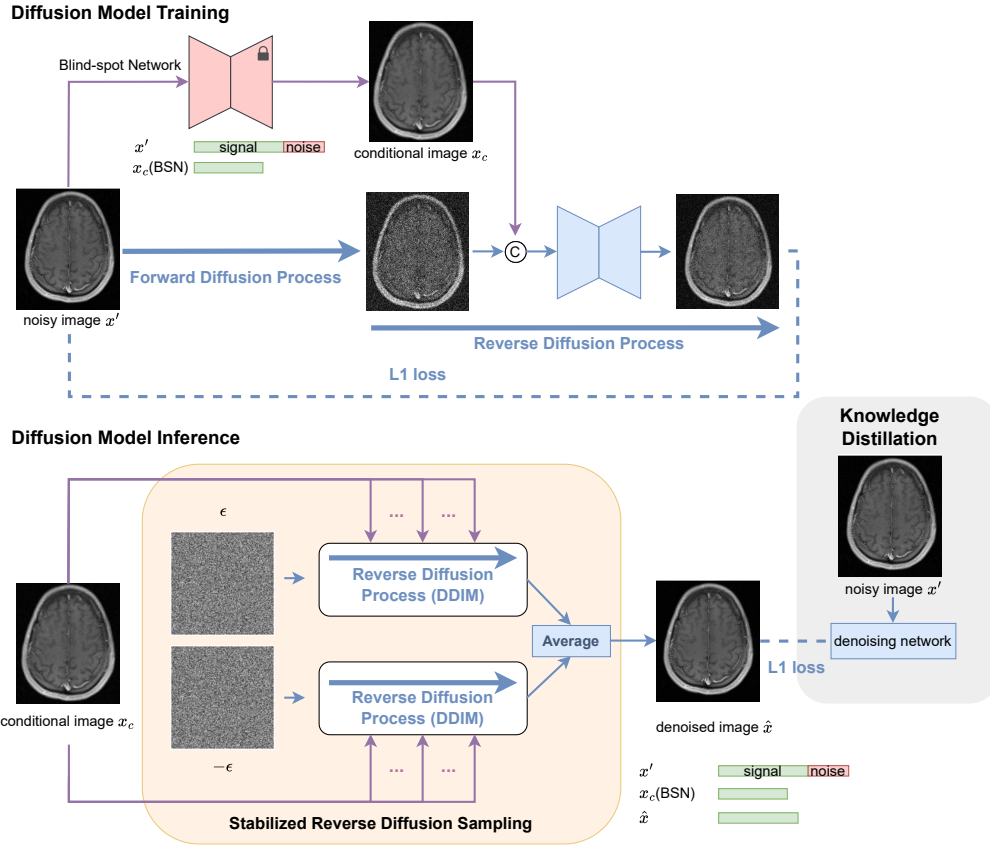 Diffusion Model Training
Blind-spot Network
x′ signal noise
x_c(BSN)
conditional image x_c
C
Forward Diffusion Process
noisy image x′
Reverse Diffusion Process
L1 loss
Diffusion Model Inference
Knowledge
Distillation
ϵ
... ...
Reverse Diffusion
Process (DDIM)
noisy image x′
Average
denoising network
L1 loss
Reverse Diffusion
Process (DDIM)
conditional image x_c
denoised image x̂
−ϵ
... ...
x′ signal noise
x_c(BSN)
x̂
Stabilized Reverse Diffusion Sampling